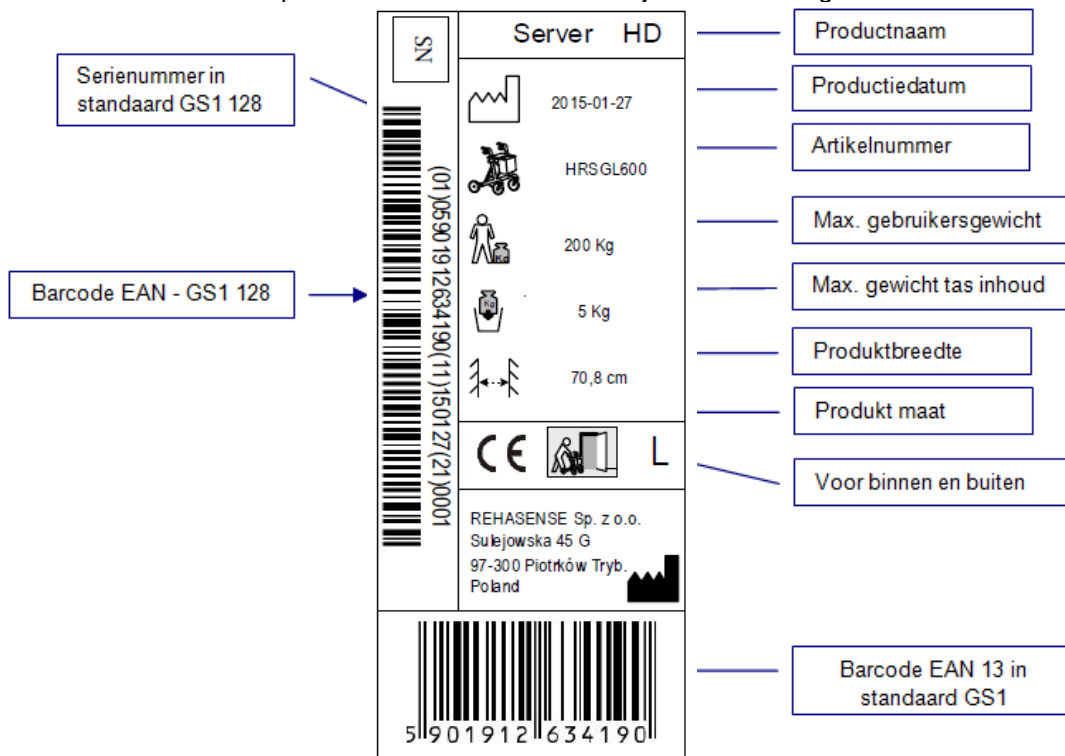 Serienummer in
standaard GS1 128
Barcode EAN - GS1 128
SN
(01)05901912634190(11)150127(21)0001
Server HD
2015-01-27
HRSGL600
Kg
200 Kg
Kg
5 Kg
70,8 cm
CE
L
REHASENSE Sp. z o.o.
Sulejowska 45 G
97-300 Piotrków Tryb.
Poland
5 901912 634190
Productnaam
Productiedatum
Artikelnummer
Max. gebruikersgewicht
Max. gewicht tas inhoud
Produktbreedte
Produkt maat
Voor binnen en buiten
Barcode EAN 13 in
standaard GS1